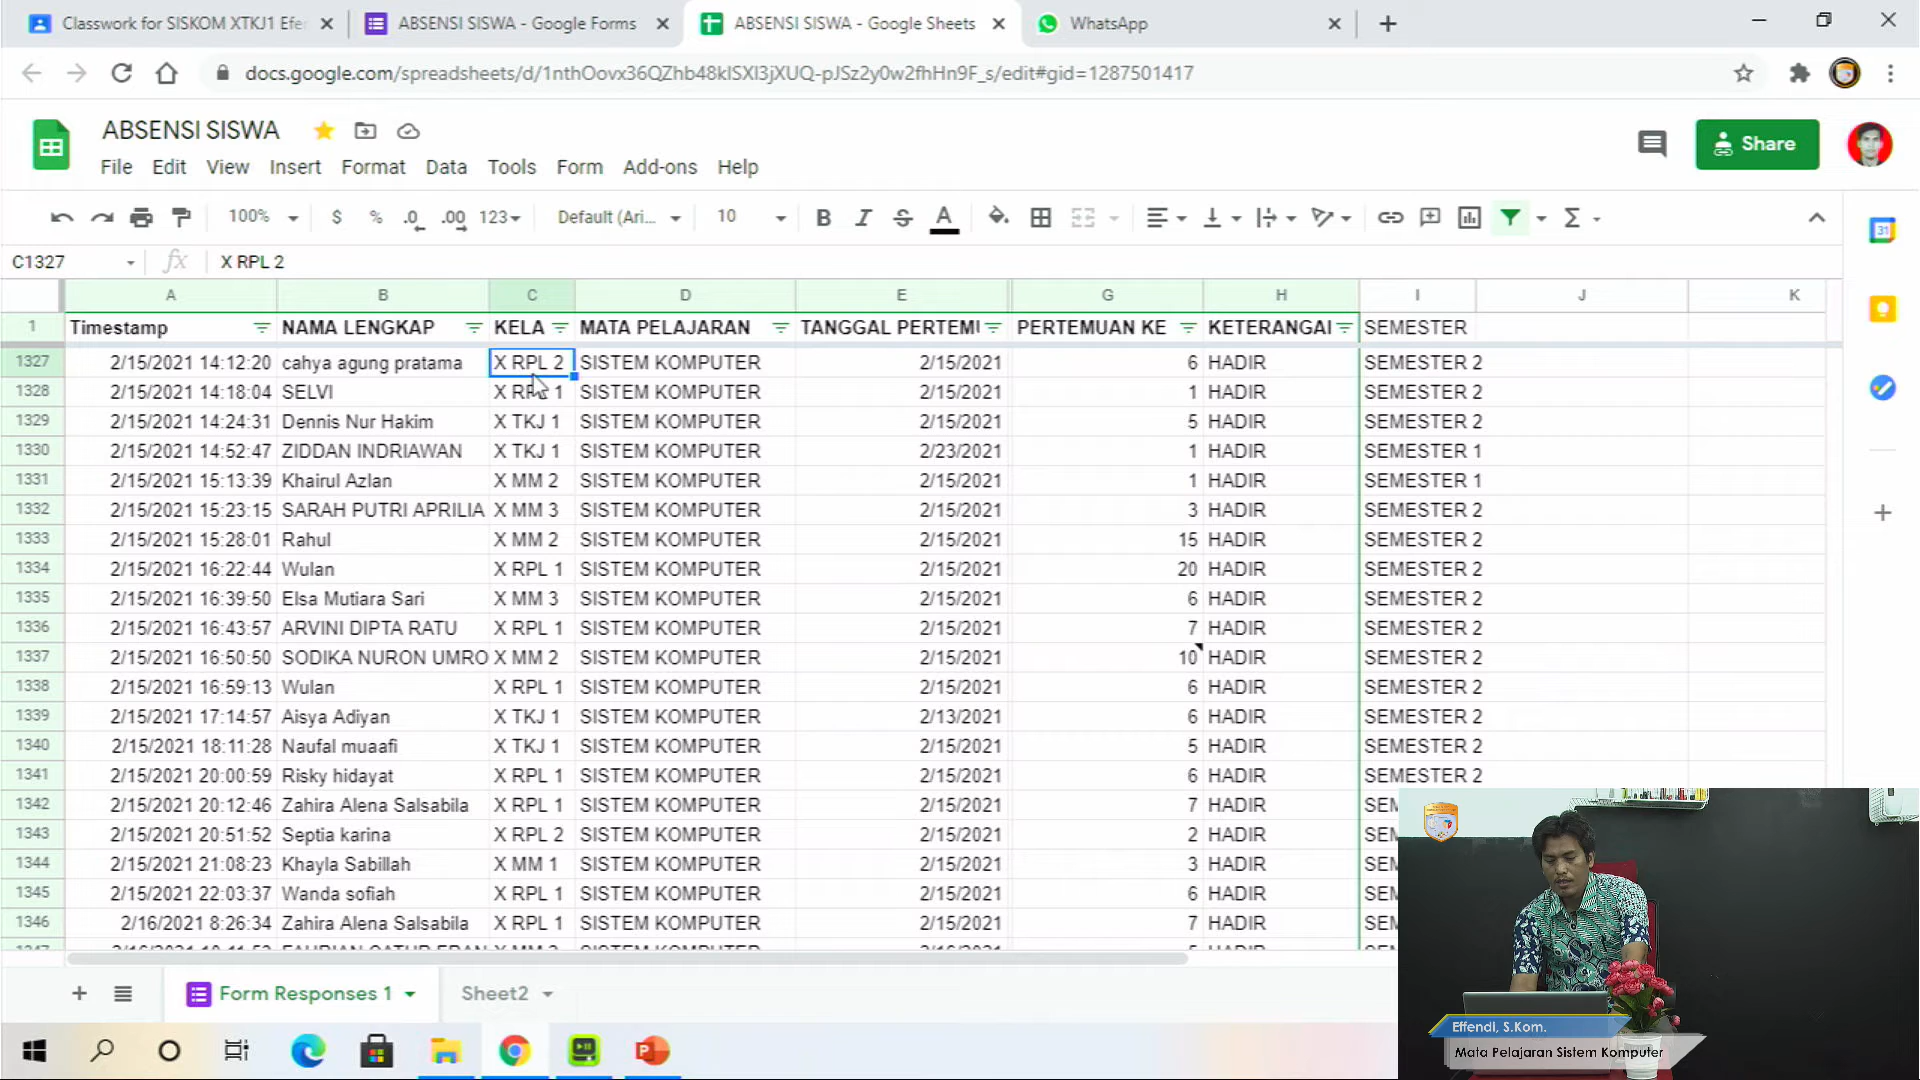 Classwork for SISKOM XTKJ1 Efer
ABSENSI SISWA - Google Forms
ABSENSI SISWA - Google Sheets
WhatsApp
docs.google.com/spreadsheets/d/1nthOovx36QZhb48kISXl3jXUQ-pJSz2y0w2fhHn9F_s/edit#gid=1287501417
ABSENSI SISWA
File Edit View Insert Format Data Tools Form Add-ons Help
Share
100% $ % .0 .00 123 Default (Ari... 10 B I S A Σ
31
C1327 fx X RPL 2
A B C D E G H I J K
1 Timestamp NAMA LENGKAP KELA MATA PELAJARAN TANGGAL PERTEMU PERTEMUAN KE KETERANGAI SEMESTER
1327 2/15/2021 14:12:20 cahya agung pratama X RPL 2 SISTEM KOMPUTER 2/15/2021 6 HADIR SEMESTER 2
1328 2/15/2021 14:18:04 SELVI X RPL 1 SISTEM KOMPUTER 2/15/2021 1 HADIR SEMESTER 2
1329 2/15/2021 14:24:31 Dennis Nur Hakim X TKJ 1 SISTEM KOMPUTER 2/15/2021 5 HADIR SEMESTER 2
1330 2/15/2021 14:52:47 ZIDDAN INDRIAWAN X TKJ 1 SISTEM KOMPUTER 2/23/2021 1 HADIR SEMESTER 1
1331 2/15/2021 15:13:39 Khairul Azlan X MM 2 SISTEM KOMPUTER 2/15/2021 1 HADIR SEMESTER 1
1332 2/15/2021 15:23:15 SARAH PUTRI APRILIA X MM 3 SISTEM KOMPUTER 2/15/2021 3 HADIR SEMESTER 2
1333 2/15/2021 15:28:01 Rahul X MM 2 SISTEM KOMPUTER 2/15/2021 15 HADIR SEMESTER 2
1334 2/15/2021 16:22:44 Wulan X RPL 1 SISTEM KOMPUTER 2/15/2021 20 HADIR SEMESTER 2
1335 2/15/2021 16:39:50 Elsa Mutiara Sari X MM 3 SISTEM KOMPUTER 2/15/2021 6 HADIR SEMESTER 2
1336 2/15/2021 16:43:57 ARVINI DIPTA RATU X RPL 1 SISTEM KOMPUTER 2/15/2021 7 HADIR SEMESTER 2
1337 2/15/2021 16:50:50 SODIKA NURON UMRO X MM 2 SISTEM KOMPUTER 2/15/2021 10 HADIR SEMESTER 2
1338 2/15/2021 16:59:13 Wulan X RPL 1 SISTEM KOMPUTER 2/15/2021 6 HADIR SEMESTER 2
1339 2/15/2021 17:14:57 Aisya Adiyan X TKJ 1 SISTEM KOMPUTER 2/13/2021 6 HADIR SEMESTER 2
1340 2/15/2021 18:11:28 Naufal muaafi X TKJ 1 SISTEM KOMPUTER 2/15/2021 5 HADIR SEMESTER 2
1341 2/15/2021 20:00:59 Risky hidayat X RPL 1 SISTEM KOMPUTER 2/15/2021 6 HADIR SEMESTER 2
1342 2/15/2021 20:12:46 Zahira Alena Salsabila X RPL 1 SISTEM KOMPUTER 2/15/2021 7 HADIR SEM
1343 2/15/2021 20:51:52 Septia karina X RPL 2 SISTEM KOMPUTER 2/15/2021 2 HADIR SEM
1344 2/15/2021 21:08:23 Khayla Sabillah X MM 1 SISTEM KOMPUTER 2/15/2021 3 HADIR SEM
1345 2/15/2021 22:03:37 Wanda sofiah X RPL 1 SISTEM KOMPUTER 2/15/2021 6 HADIR SEM
1346 2/16/2021 8:26:34 Zahira Alena Salsabila X RPL 1 SISTEM KOMPUTER 2/15/2021 7 HADIR SEM
Form Responses 1
Sheet2
Effendi, S.Kom.
Mata Pelajaran Sistem Komputer